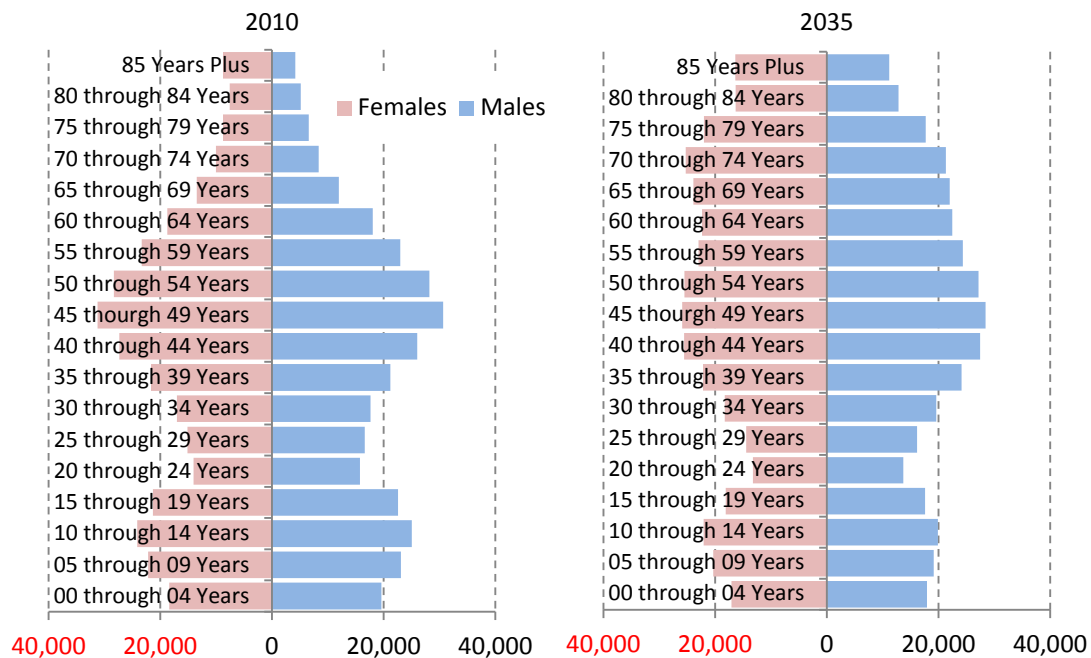 2010
85 Years Plus
80 through 84 Years
75 through 79 Years
70 through 74 Years
65 through 69 Years
60 through 64 Years
55 through 59 Years
50 through 54 Years
45 thourgh 49 Years
40 through 44 Years
35 through 39 Years
30 through 34 Years
25 through 29 Years
20 through 24 Years
15 through 19 Years
10 through 14 Years
05 through 09 Years
00 through 04 Years
40,000 20,000 0 20,000 40,000
Females Males
2035
85 Years Plus
80 through 84 Years
75 through 79 Years
70 through 74 Years
65 through 69 Years
60 through 64 Years
55 through 59 Years
50 through 54 Years
45 thourgh 49 Years
40 through 44 Years
35 through 39 Years
30 through 34 Years
25 through 29 Years
20 through 24 Years
15 through 19 Years
10 through 14 Years
05 through 09 Years
00 through 04 Years
40,000 20,000 0 20,000 40,000